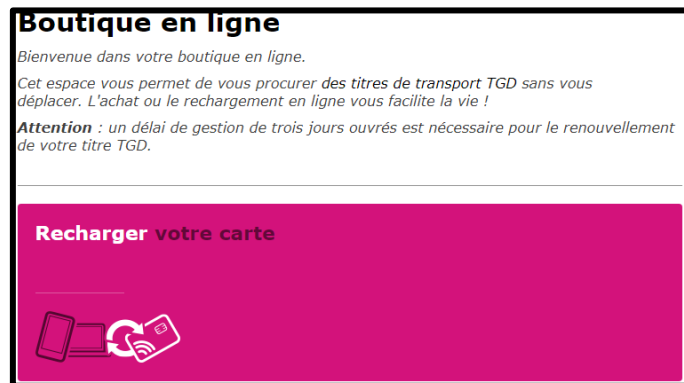 Boutique en ligne
Bienvenue dans votre boutique en ligne.
Cet espace vous permet de vous procurer des titres de transport TGD sans vous
déplacer. L'achat ou le rechargement en ligne vous facilite la vie !
Attention : un délai de gestion de trois jours ouvrés est nécessaire pour le renouvellement
de votre titre TGD.
Recharger votre carte